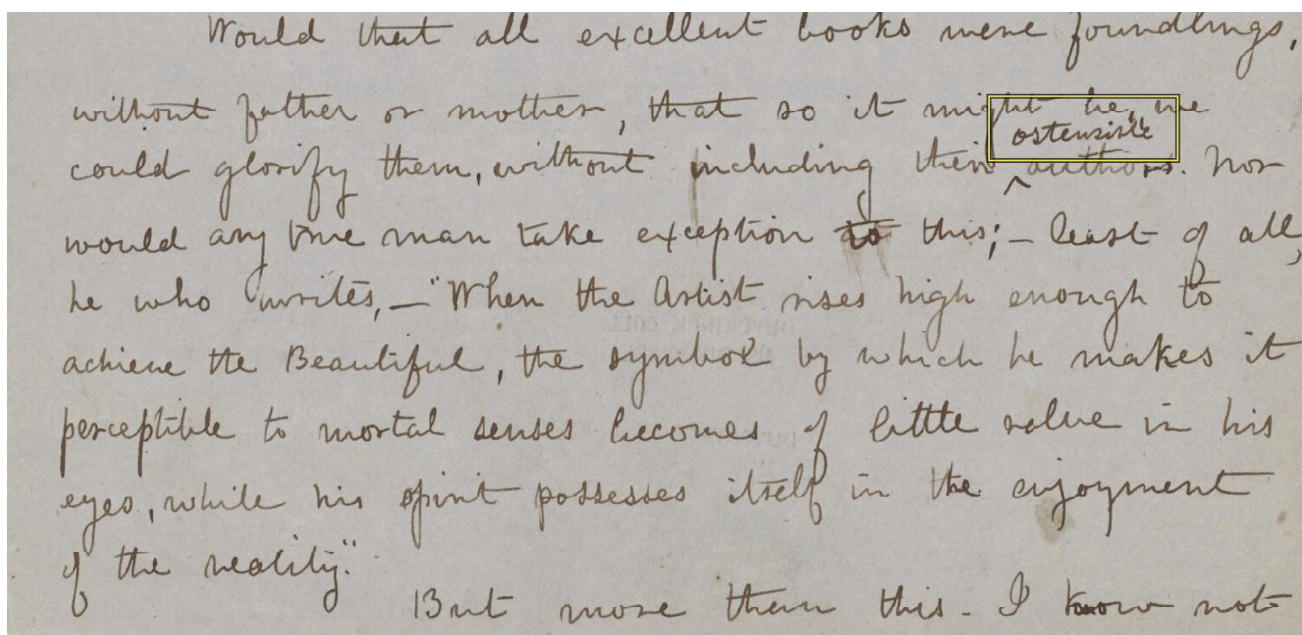 Would that all excellent books were foundlings,
without father or mother, that so it might be, we
ostensible
could glorify them, without including their ^ authors. Nor
would any true man take exception to this; – least of all,
he who writes, – "When the Artist rises high enough to
achieve the Beautiful, the symbol by which he makes it
perceptible to mortal senses becomes of little value in his
eyes, while his spirit possesses itself in the enjoyment
of the reality."
But more than this. I know not